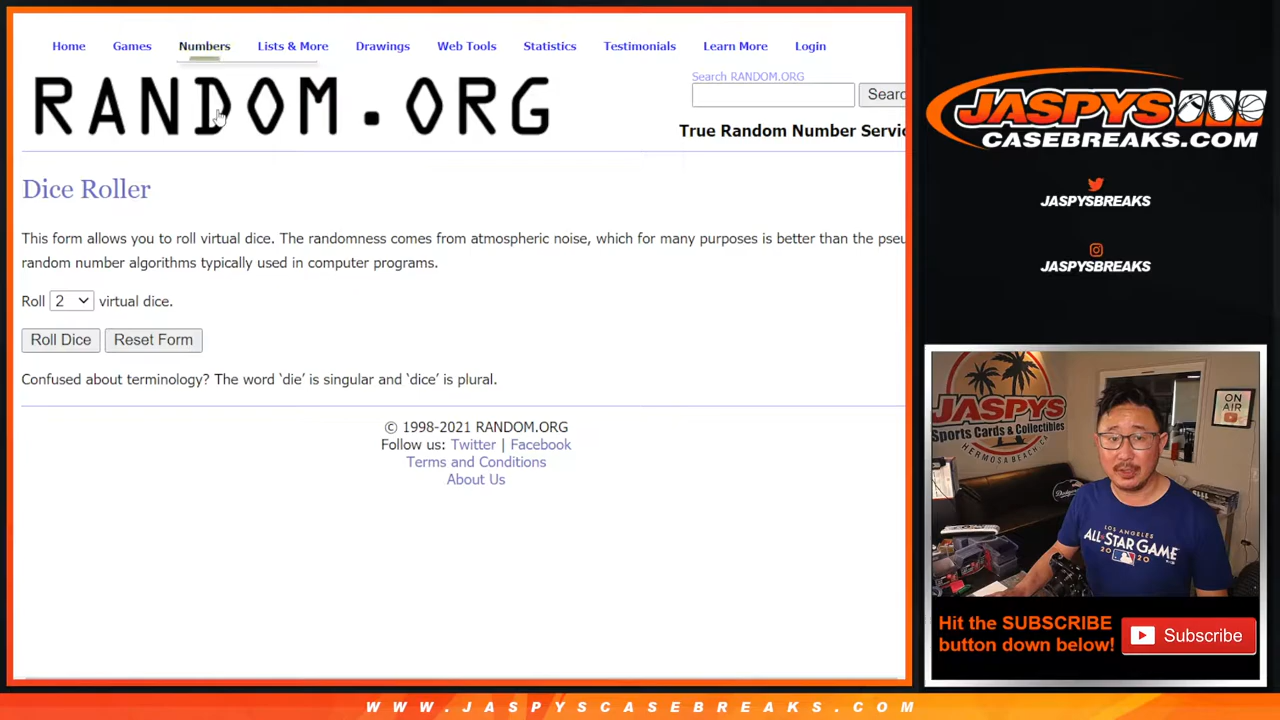 Home Games Numbers Lists & More Drawings Web Tools Statistics Testimonials Learn More Login
RANDOM.ORG
Search RANDOM.ORG
True Random Number Servic
Dice Roller
This form allows you to roll virtual dice. The randomness comes from atmospheric noise, which for many purposes is better than the pseu
random number algorithms typically used in computer programs.
Roll 2 virtual dice.
Roll Dice Reset Form
Confused about terminology? The word ‘die’ is singular and ‘dice’ is plural.
© 1998-2021 RANDOM.ORG
Follow us: Twitter | Facebook
Terms and Conditions
About Us
JASPYS
CASEBREAKS.COM
JASPYSBREAKS
JASPYSBREAKS
JASPYS
Sports Cards & Collectibles
HERMOSA BEACH CA
ON
AIR
Dodgers
LOS ANGELES
ALL-STAR GAME
2020
Hit the SUBSCRIBE
button down below!
Subscribe
WWW.JASPYSCASEBREAKS.COM